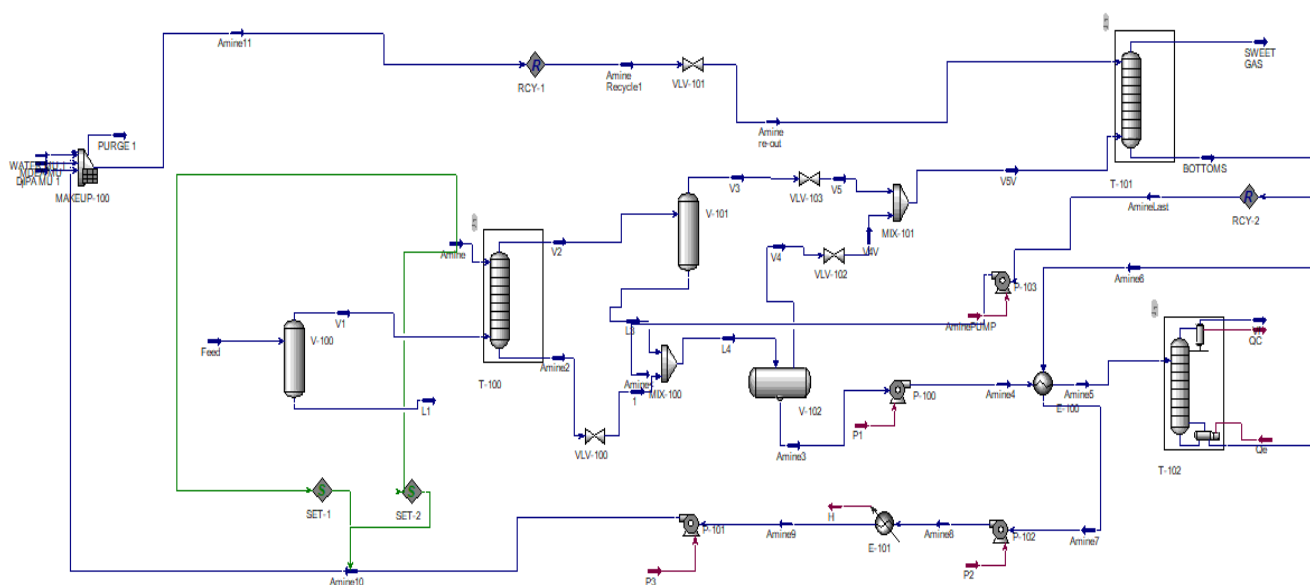 Amine11
RCY-1
Amine
Recycle1
VLV-101
SWEET
GAS
PURGE 1
WATER MU 1
DIPA MU 1
MAKEUP-100
Amine
re-out
T-101
BOTTOMS
V3
VLV-103
V5
V5V
MIX-101
V-101
AmineLast
RCY-2
Amine
V2
V4
VLV-102
V4V
P-103
Amine6
AminePUMP
Feed
V-100
V1
L1
T-100
Amine2
VLV-100
L3
1
MIX-100
L4
V-102
Amine3
P-100
P1
Amine4
E-100
Amine5
QC
Qe
T-102
SET-1
SET-2
Amine10
P-101
P3
Amine9
H
E-101
Amine8
P-102
P2
Amine7